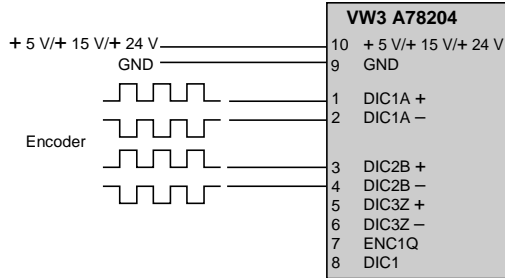 VW3 A78204
+ 5 V/+ 15 V/+ 24 V 10 + 5 V/+ 15 V/+ 24 V
GND 9 GND
1 DIC1A +
2 DIC1A –
Encoder
3 DIC2B +
4 DIC2B –
5 DIC3Z +
6 DIC3Z –
7 ENC1Q
8 DIC1